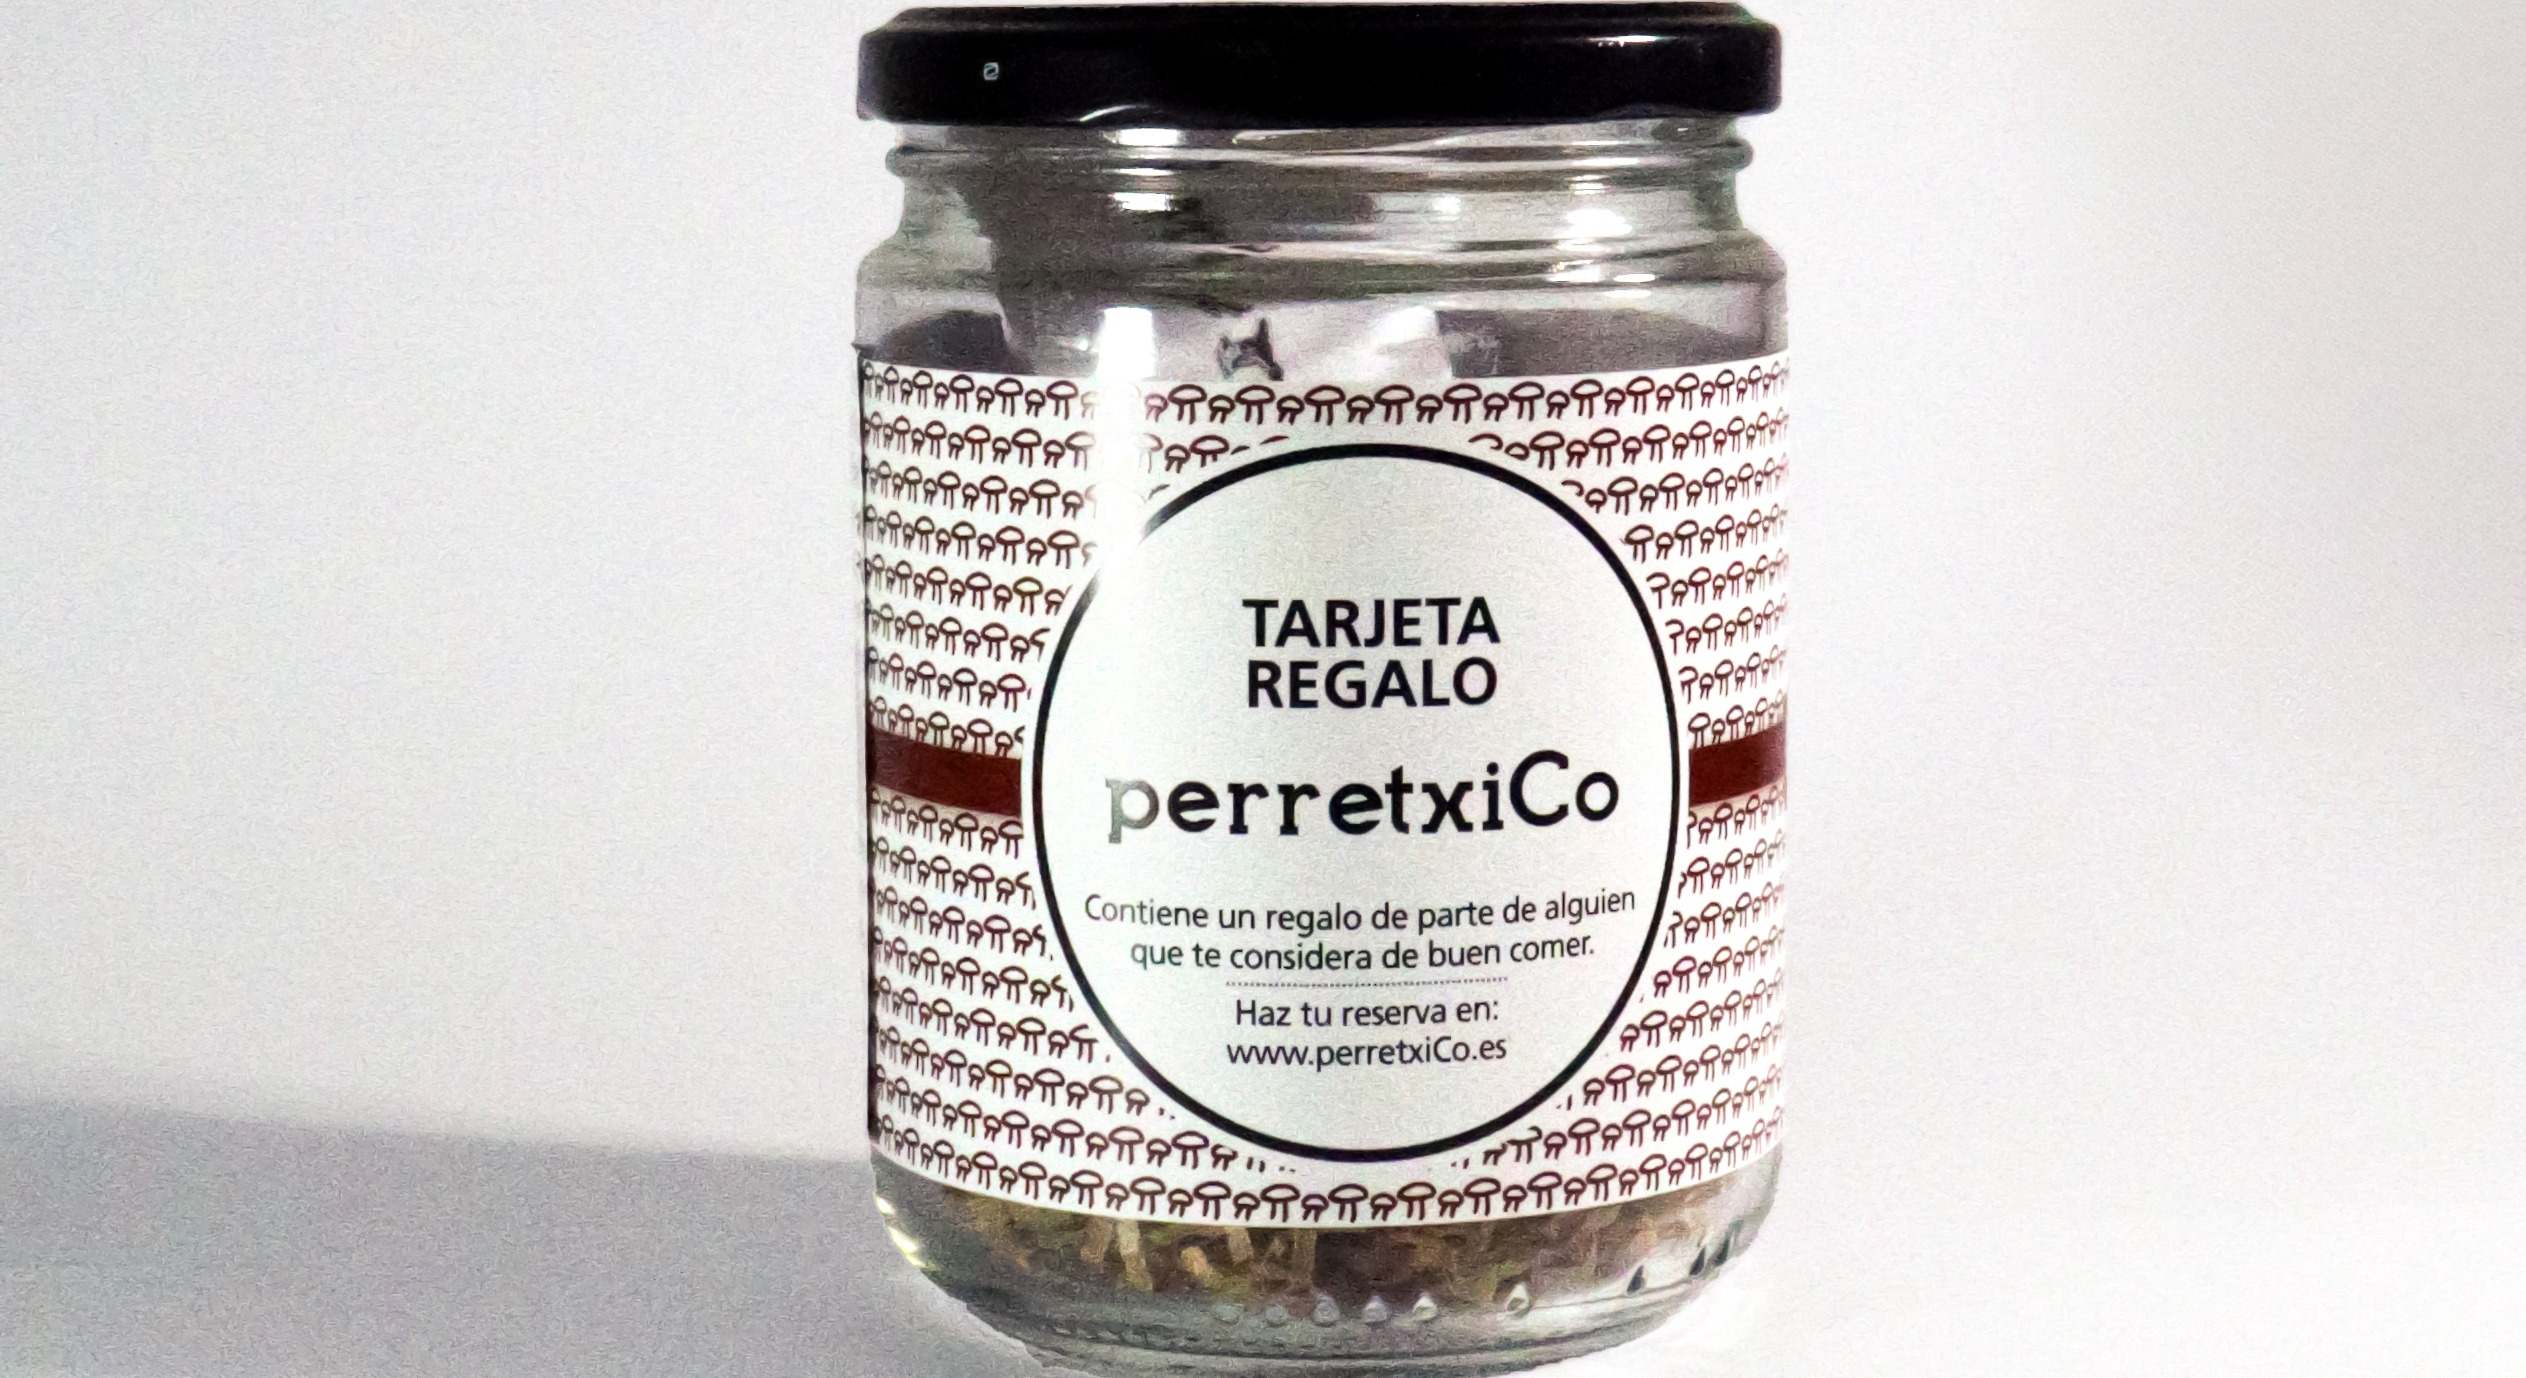 TARJETA
REGALO
perretxiCo
Contiene un regalo de parte de alguien
que te considera de buen comer.
Haz tu reserva en:
www.perretxiCo.es